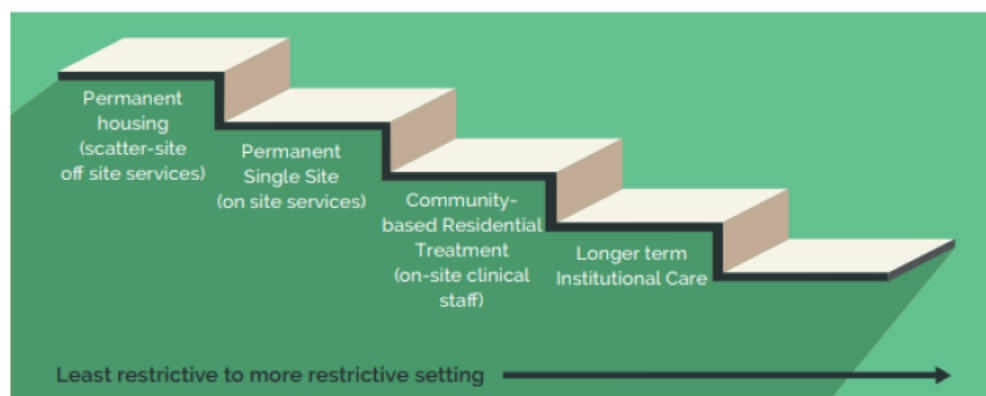 Permanent
housing
(scatter-site
off site services)
Permanent
Single Site
(on site services)
Community-
based Residential
Treatment
(on-site clinical
staff)
Longer term
Institutional Care
Least restrictive to more restrictive setting